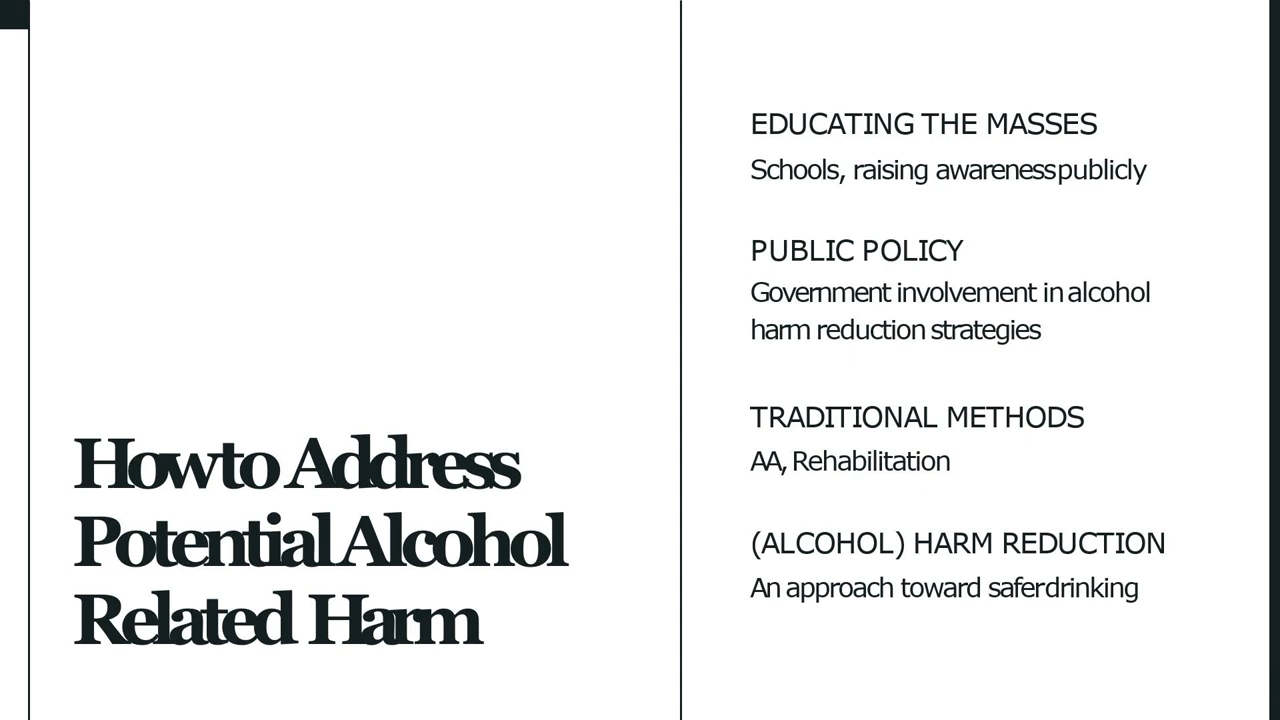 How to Address
Potential Alcohol
Related Harm
EDUCATING THE MASSES
Schools, raising awareness publicly
PUBLIC POLICY
Government involvement in alcohol
harm reduction strategies
TRADITIONAL METHODS
AA, Rehabilitation
(ALCOHOL) HARM REDUCTION
An approach toward safer drinking